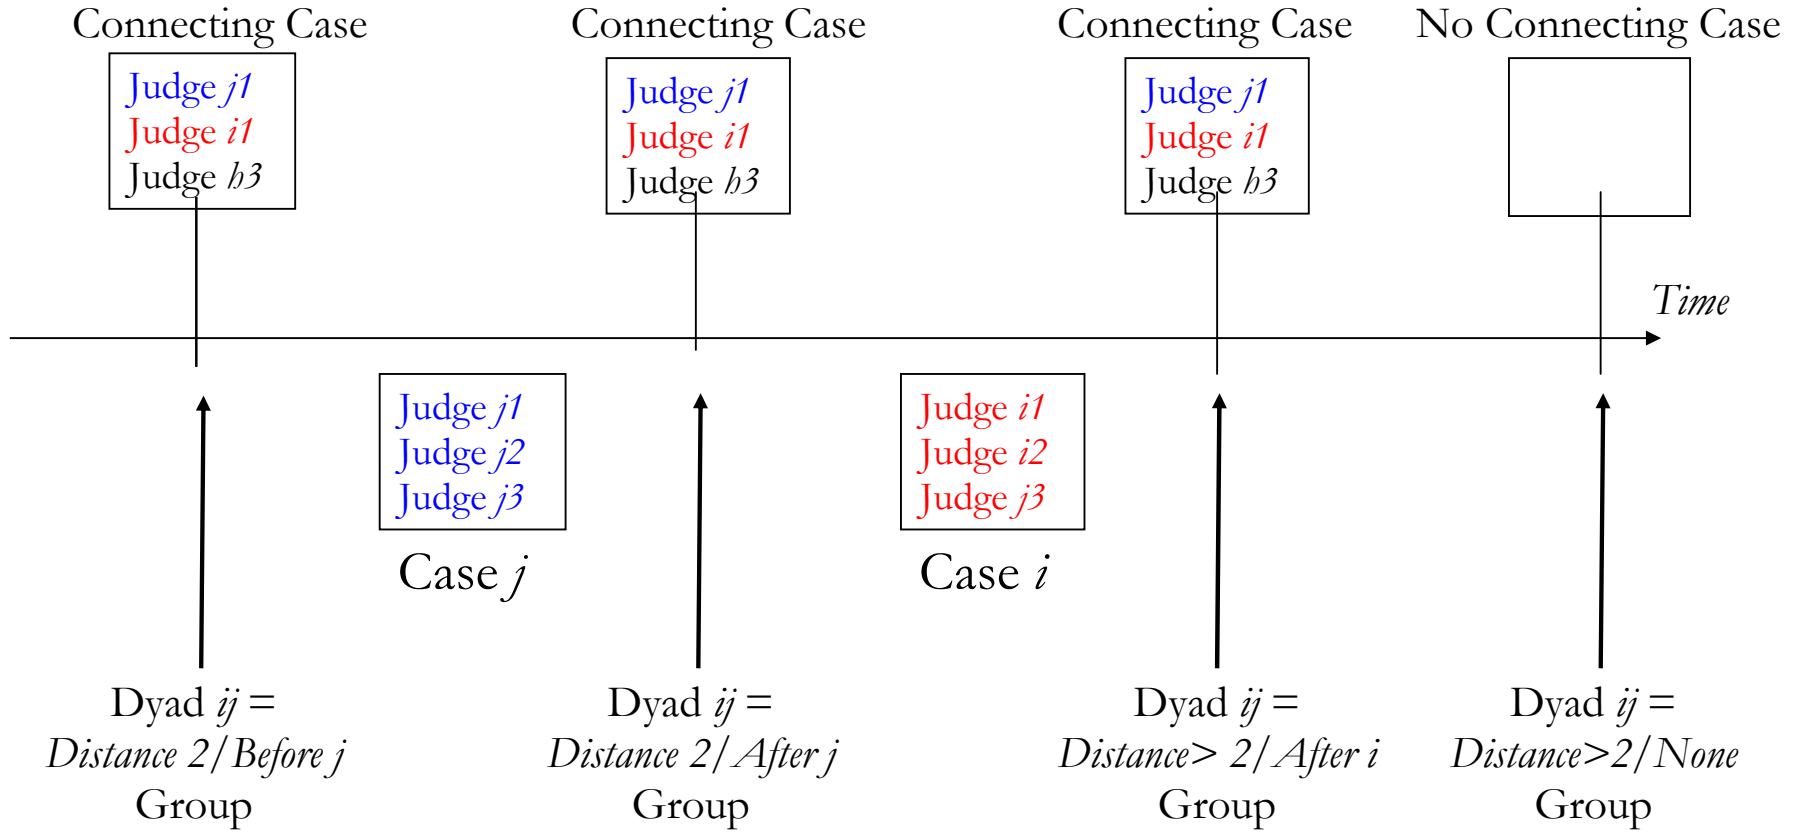 Connecting Case
Connecting Case
Connecting Case
No Connecting Case
Judge j1
Judge i1
Judge h3
Judge j1
Judge i1
Judge h3
Judge j1
Judge i1
Judge h3
Time
Judge j1
Judge j2
Judge j3
Case j
Judge i1
Judge i2
Judge j3
Case i
Dyad ij =
Distance 2/Before j
Group
Dyad ij =
Distance 2/After j
Group
Dyad ij =
Distance> 2/After i
Group
Dyad ij =
Distance>2/None
Group